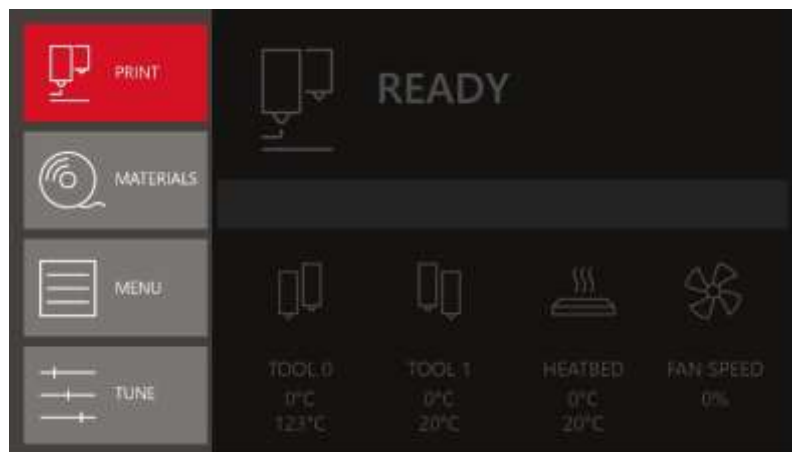 PRINT
READY
MATERIALS
MENU
TOOL 0
TOOL 1
HEATBED
FAN SPEED
0°C
0°C
0°C
0%
123°C
20°C
20°C
TUNE